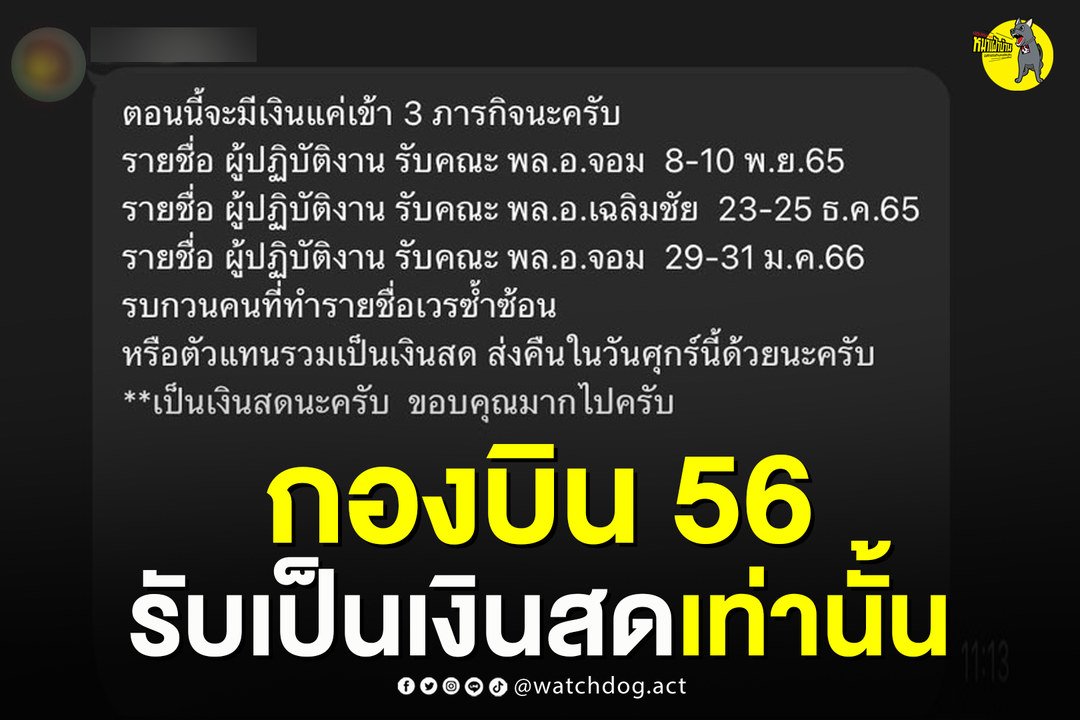 หมาเฝ้าบ้าน
ตอนนี้จะมีเงินแค่เข้า 3 ภารกิจนะครับ
รายชื่อ ผู้ปฏิบัติงาน รับคณะ พล.อ.จอม 8-10 พ.ย.65
รายชื่อ ผู้ปฏิบัติงาน รับคณะ พล.อ.เฉลิมชัย 23-25 ธ.ค.65
รายชื่อ ผู้ปฏิบัติงาน รับคณะ พล.อ.จอม 29-31 ม.ค.66
รบกวนคนที่ทำรายชื่อเวรซ้ำซ้อน
หรือตัวแทนรวมเป็นเงินสด ส่งคืนในวันศุกร์นี้ด้วยนะครับ
**เป็นเงินสดนะครับ ขอบคุณมากไปครับ
กองบิน 56
รับเป็นเงินสดเท่านั้น
11:13
@watchdog.act